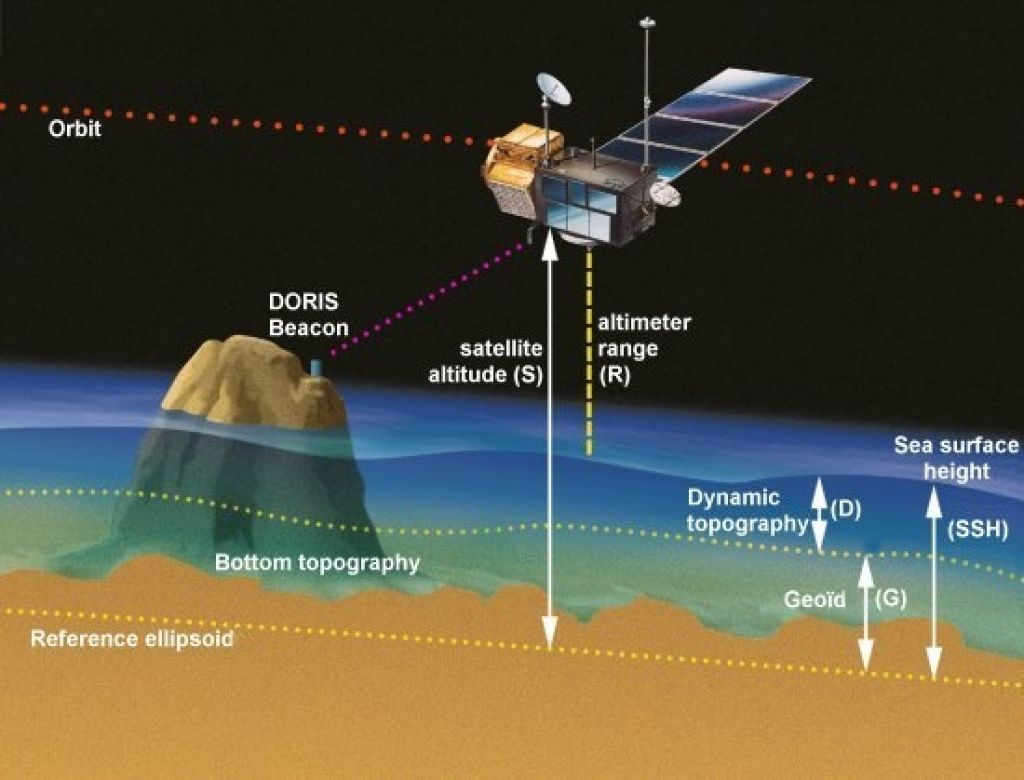 Orbit
DORIS
Beacon
satellite
altitude (S)
altimeter
range
(R)
Sea surface
height
Dynamic
topography
(D)
(SSH)
Bottom topography
Geoïd
(G)
Reference ellipsoid